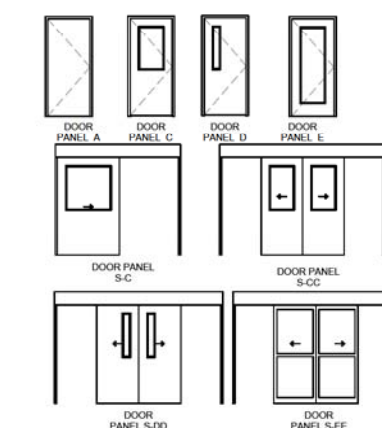 DOOR
PANEL A
DOOR
PANEL C
DOOR
PANEL D
DOOR
PANEL E
DOOR PANEL
S-C
DOOR PANEL
S-CC
DOOR
PANEL S-DD
DOOR
PANEL S-EE